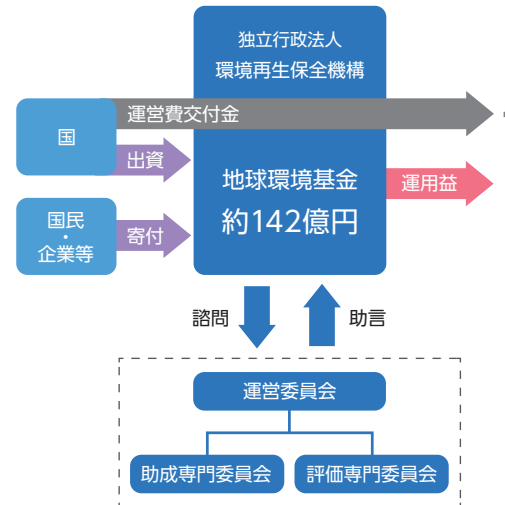 独立行政法人
環境再生保全機構
運営費交付金
国
出資
地球環境基金
約142億円
運用益
国民
・
企業等
寄付
諮問
助言
運営委員会
助成専門委員会
評価専門委員会